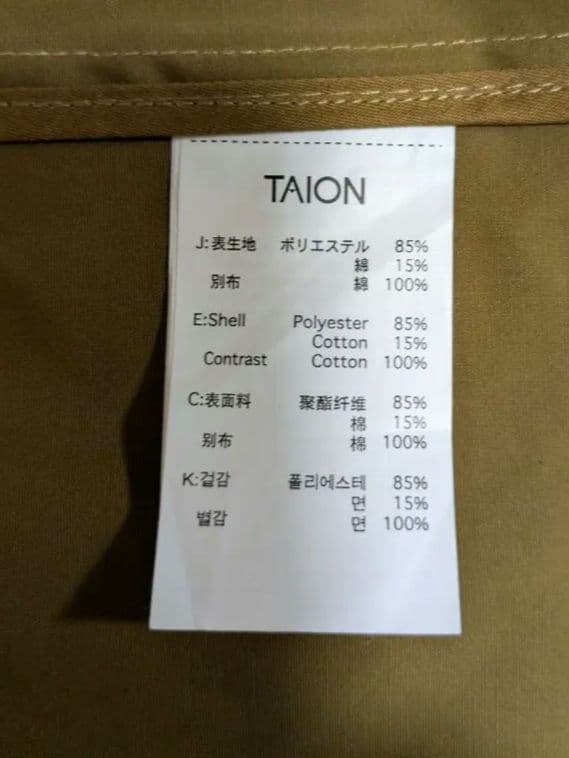 TAION
J:表生地 ポリエステル 85%
綿 15%
別布 綿 100%
E:Shell Polyester 85%
Cotton 15%
Contrast Cotton 100%
C:表面料 聚酯纤维 85%
棉 15%
别布 棉 100%
K:겉감 폴리에스테 85%
면 15%
별감 면 100%